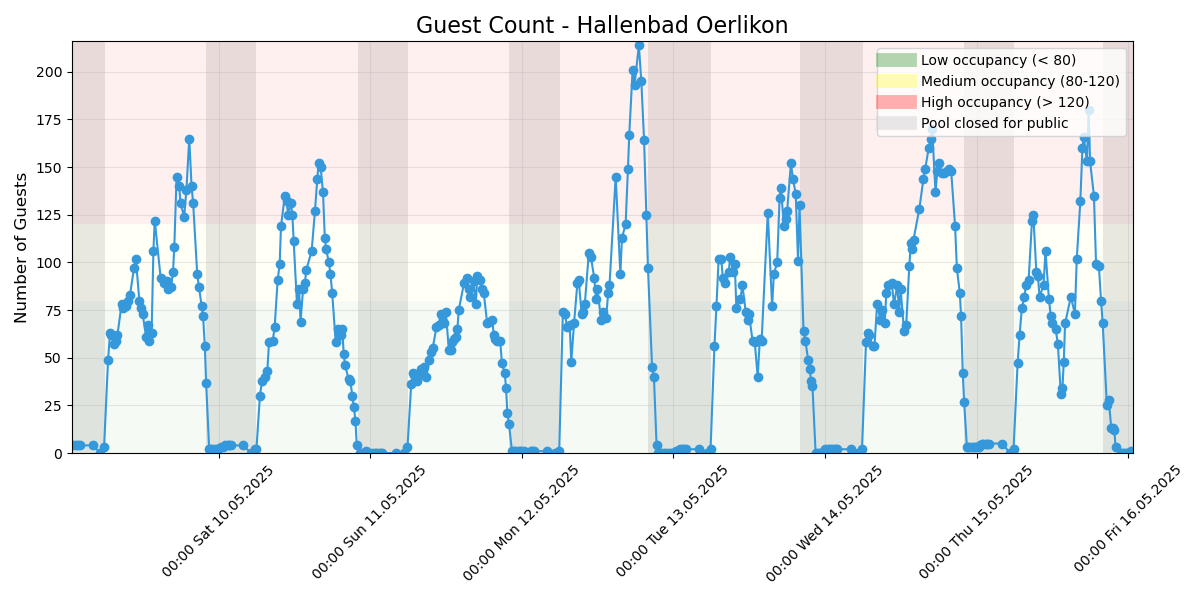 Guest Count - Hallenbad Oerlikon
Number of Guests
200
175
150
125
100
75
50
25
0
Low occupancy (< 80)
Medium occupancy (80-120)
High occupancy (> 120)
Pool closed for public
00:00 Sat 10.05.2025
00:00 Sun 11.05.2025
00:00 Mon 12.05.2025
00:00 Tue 13.05.2025
00:00 Wed 14.05.2025
00:00 Thu 15.05.2025
00:00 Fri 16.05.2025